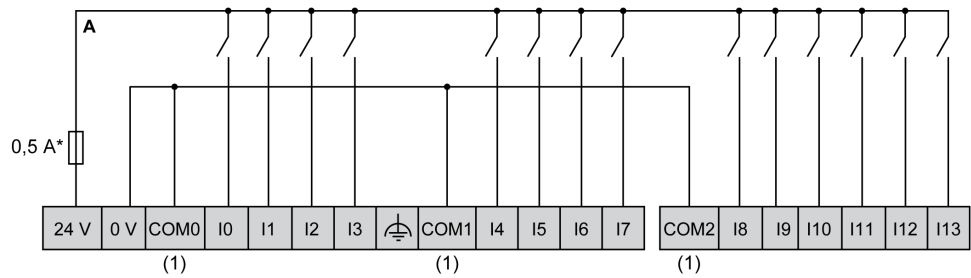 A
0,5 A*
24 V 0 V COM0 I0 I1 I2 I3 COM1 I4 I5 I6 I7 COM2 I8 I9 I10 I11 I12 I13
(1) (1) (1)